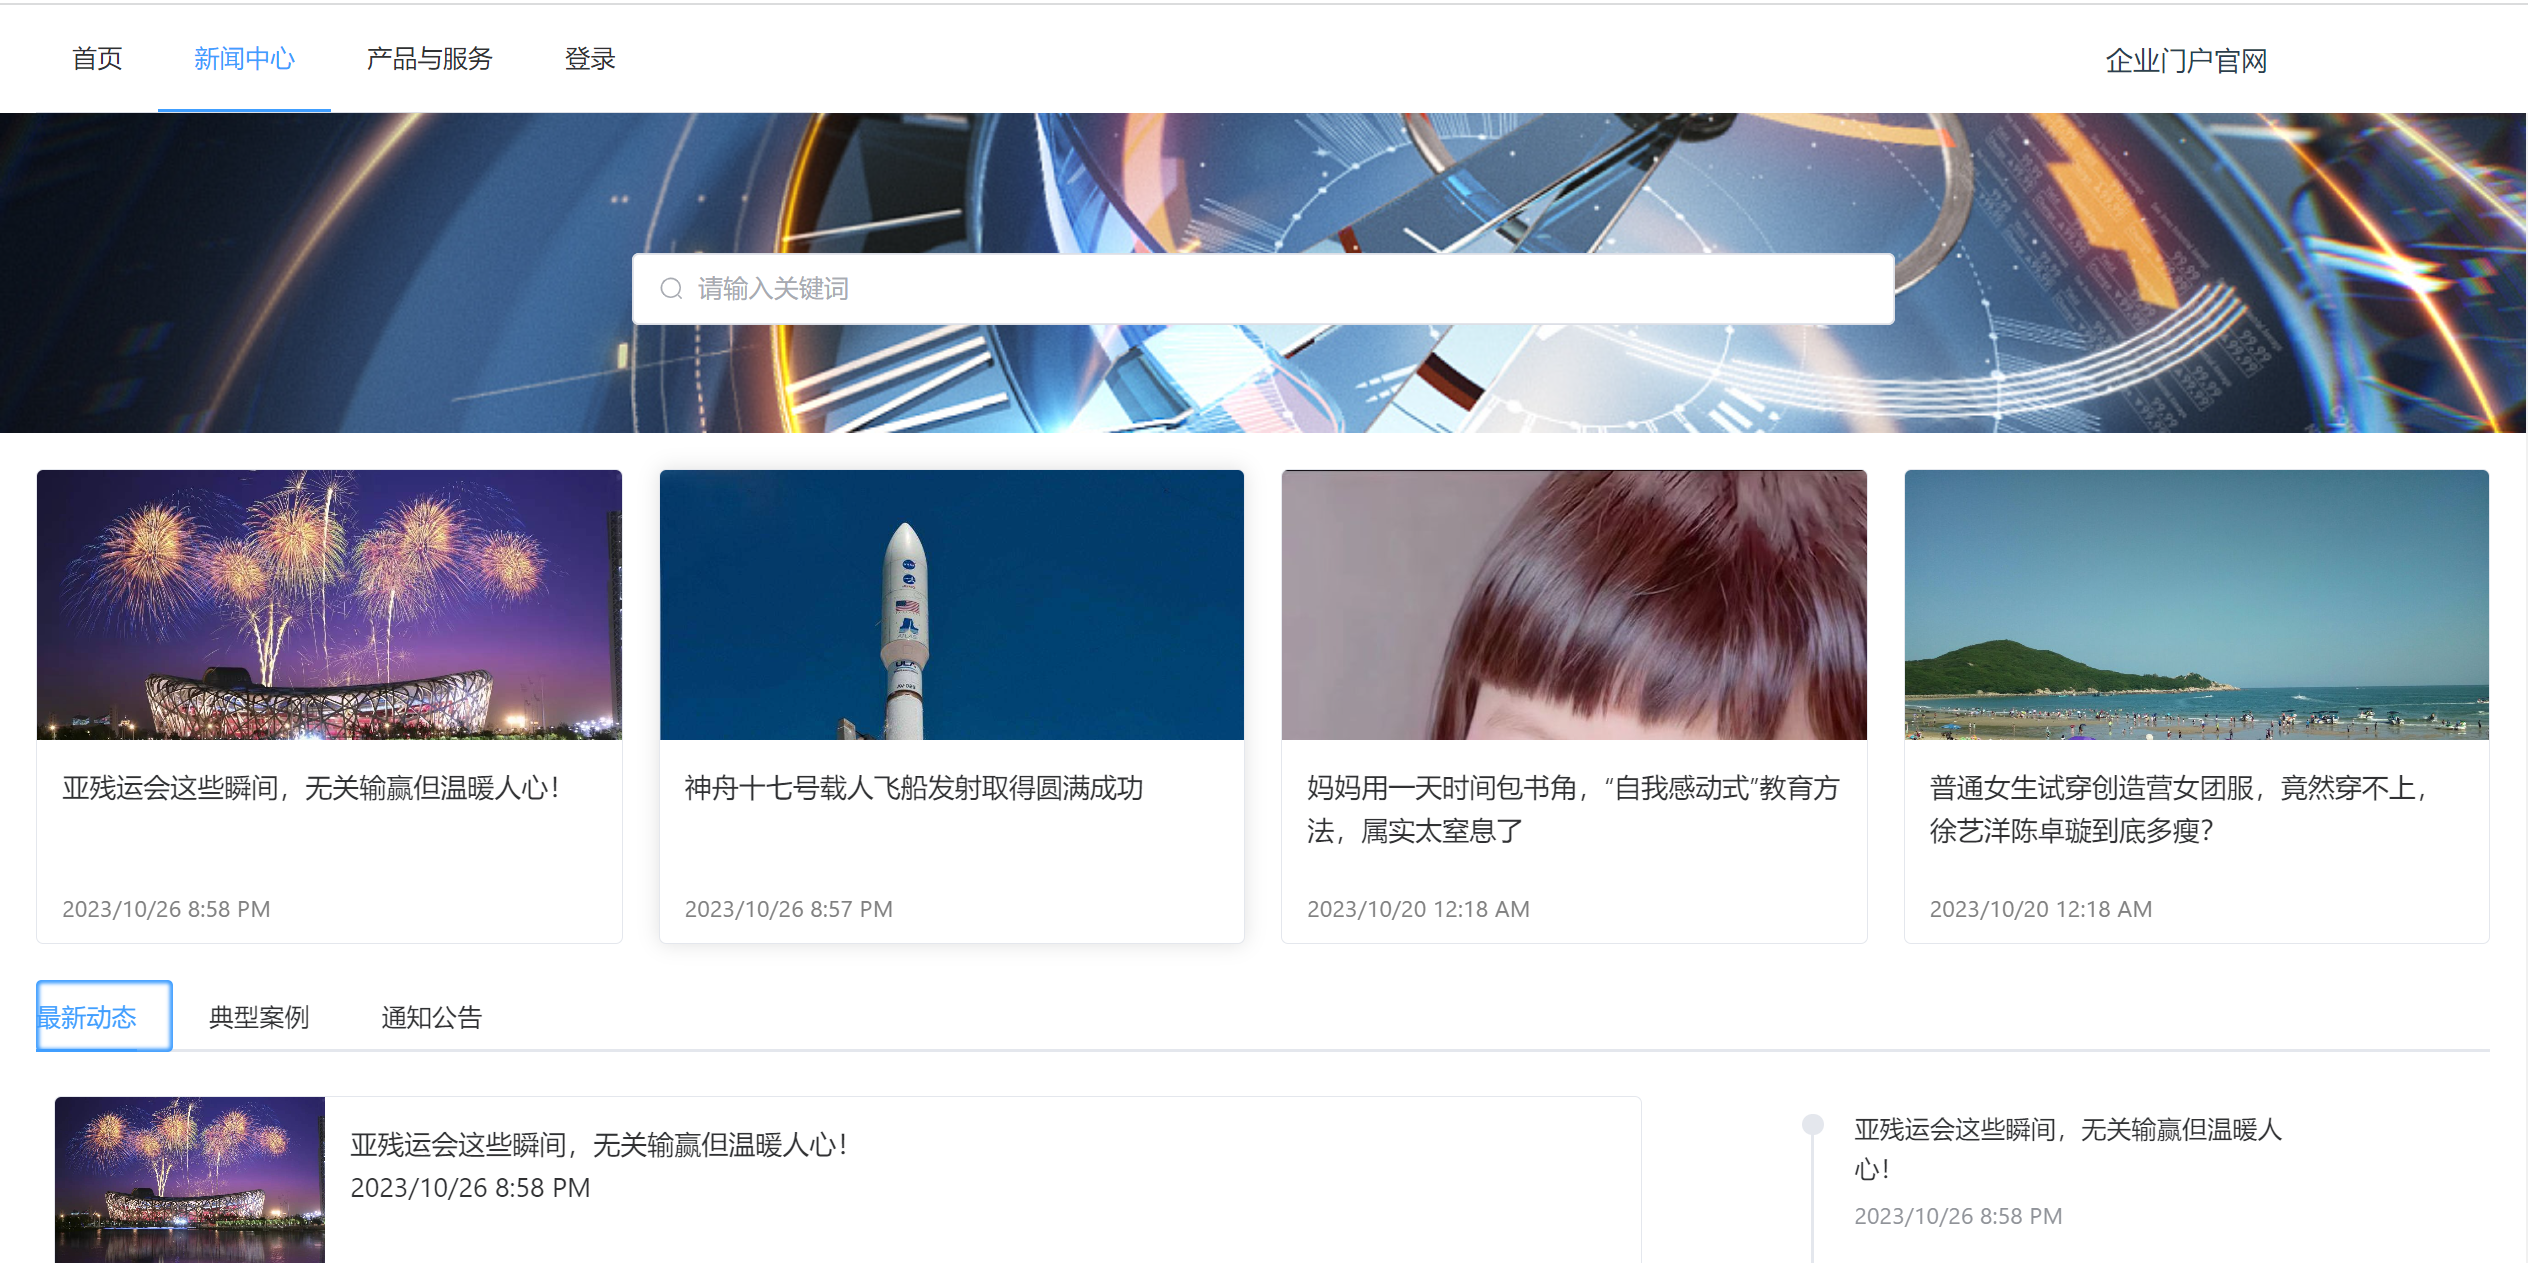 首页
新闻中心
产品与服务
登录
企业门户官网
请输入关键词
亚残运会这些瞬间，无关输赢但温暖人心！
2023/10/26 8:58 PM
神舟十七号载人飞船发射取得圆满成功
2023/10/26 8:57 PM
妈妈用一天时间包书角，“自我感动式”教育方
法，属实太窒息了
2023/10/20 12:18 AM
普通女生试穿创造营女团服，竟然穿不上，
徐艺洋陈卓璇到底多瘦？
2023/10/20 12:18 AM
最新动态
典型案例
通知公告
亚残运会这些瞬间，无关输赢但温暖人心！
2023/10/26 8:58 PM
亚残运会这些瞬间，无关输赢但温暖人
心！
2023/10/26 8:58 PM